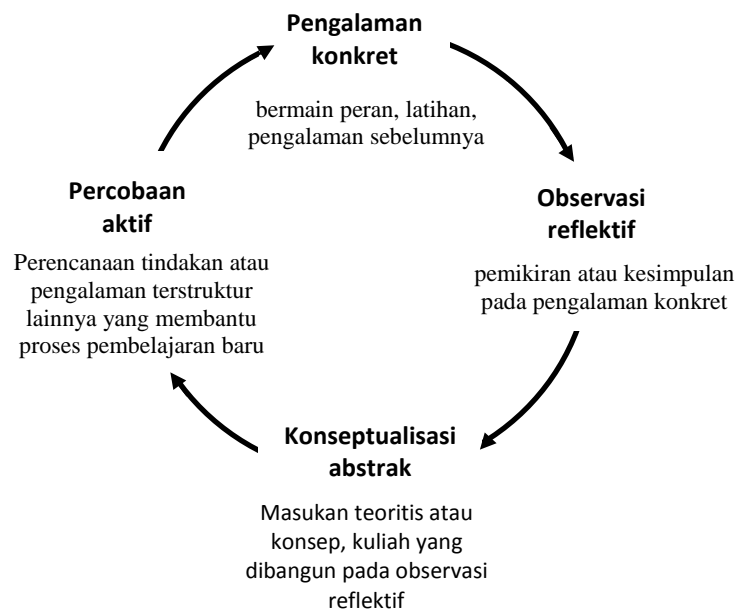 Pengalaman
konkret
bermain peran, latihan,
pengalaman sebelumnya
Observasi
reflektif
pemikiran atau kesimpulan
pada pengalaman konkret
Konseptualisasi
abstrak
Masukan teoritis atau
konsep, kuliah yang
dibangun pada observasi
reflektif
Percobaan
aktif
Perencanaan tindakan atau
pengalaman terstruktur
lainnya yang membantu
proses pembelajaran baru